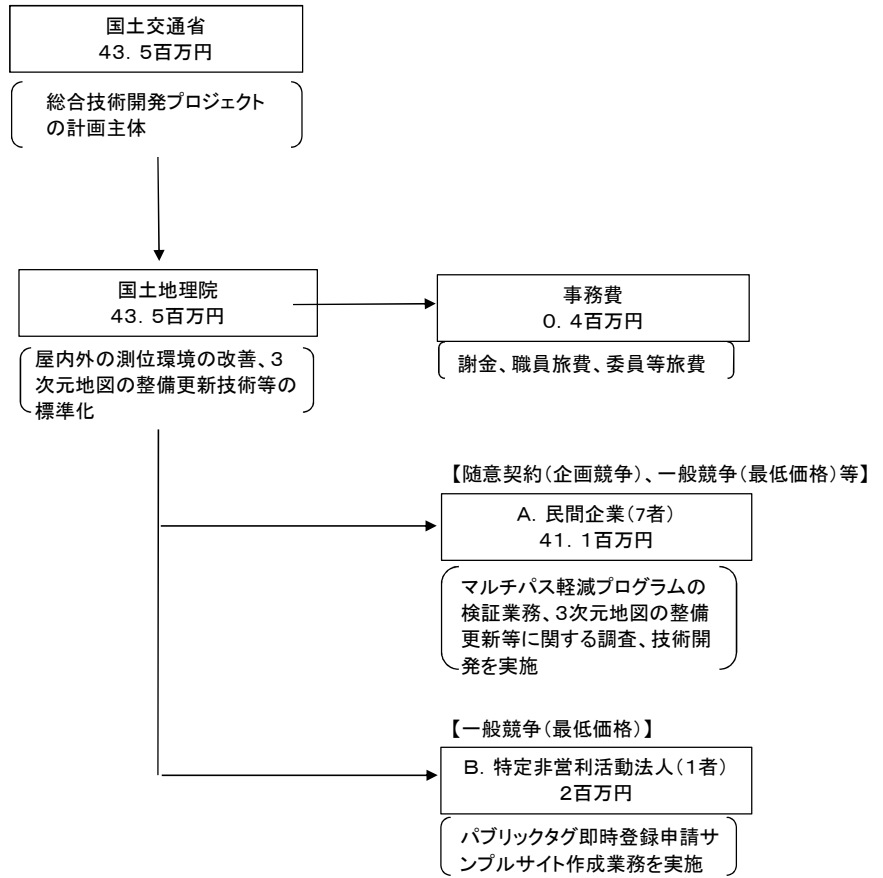 国土交通省
43．5百万円
総合技術開発プロジェクト
の計画主体
国土地理院
43．5百万円
事務費
0．4百万円
屋内外の測位環境の改善、3
次元地図の整備更新技術等の
標準化
謝金、職員旅費、委員等旅費
【随意契約（企画競争）、一般競争（最低価格）等】
A．民間企業（7者）
41．1百万円
マルチパス軽減プログラムの
検証業務、3次元地図の整備
更新等に関する調査、技術開
発を実施
【一般競争（最低価格）】
B．特定非営利活動法人（1者）
2百万円
パブリックタグ即時登録申請サ
ンプルサイト作成業務を実施